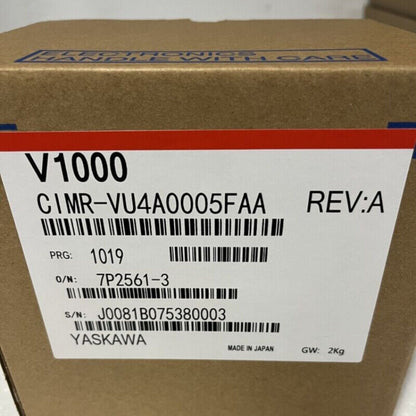 ELECTRONICS
HANDLE WITH CARE
V1000
CIMR-VU4A0005FAA REV:A
PRG: 1019
O/N: 7P2561-3
S/N: J0081B075380003
YASKAWA MADE IN JAPAN GW: 2Kg